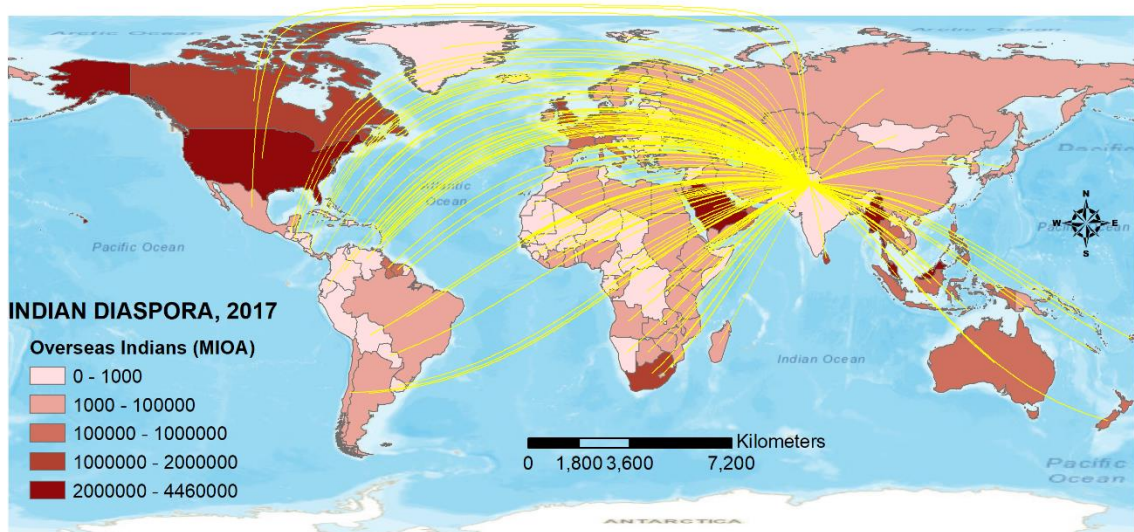 Arctic Ocean
Arctic Ocean
Pacific
Atlantic
Ocean
N
W E
S
Pacific Ocean
Pacific Ocean
INDIAN DIASPORA, 2017
Overseas Indians (MIOA)
0 - 1000
1000 - 100000
100000 - 1000000
1000000 - 2000000
2000000 - 4460000
Indian Ocean
Kilometers
0 1,800 3,600 7,200
Pacific
Ocean
ANTARCTICA